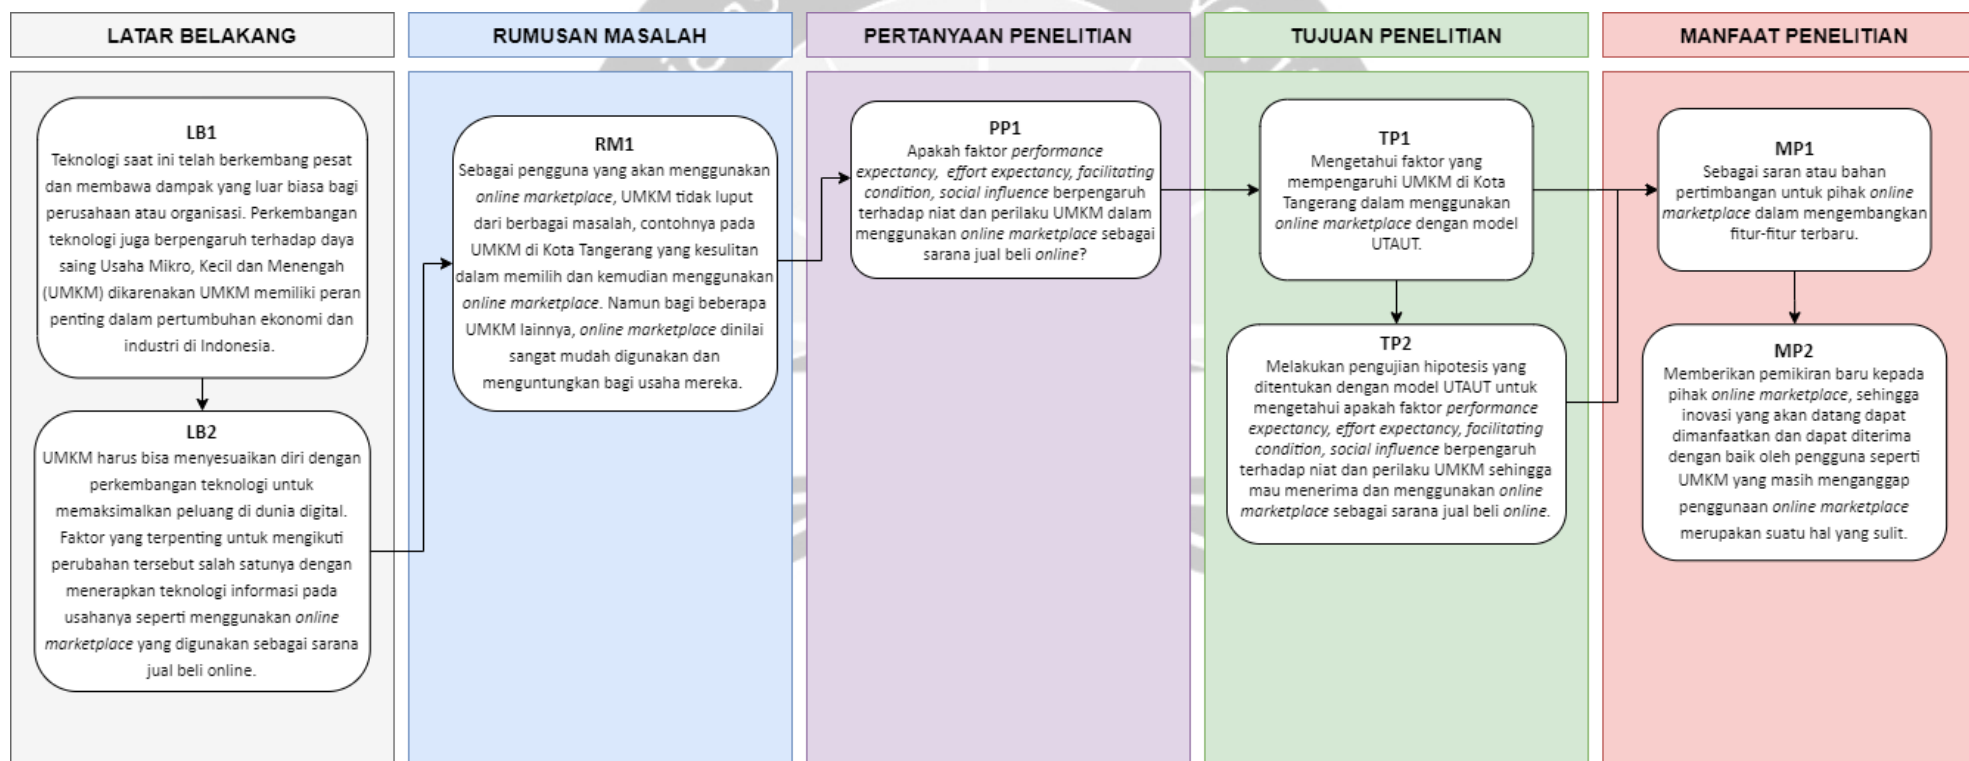 LATAR BELAKANG
RUMUSAN MASALAH
PERTANYAAN PENELITIAN
TUJUAN PENELITIAN
MANFAAT PENELITIAN
LB1
Teknologi saat ini telah berkembang pesat
dan membawa dampak yang luar biasa bagi
perusahaan atau organisasi. Perkembangan
teknologi juga berpengaruh terhadap daya
saing Usaha Mikro, Kecil dan Menengah
(UMKM) dikarenakan UMKM memiliki peran
penting dalam pertumbuhan ekonomi dan
industri di Indonesia.
LB2
UMKM harus bisa menyesuaikan diri dengan
perkembangan teknologi untuk
memaksimalkan peluang di dunia digital.
Faktor yang terpenting untuk mengikuti
perubahan tersebut salah satunya dengan
menerapkan teknologi informasi pada
usahanya seperti menggunakan online
marketplace yang digunakan sebagai sarana
jual beli online.
RM1
Sebagai pengguna yang akan menggunakan
online marketplace, UMKM tidak luput
dari berbagai masalah, contohnya pada
UMKM di Kota Tangerang yang kesulitan
dalam memilih dan kemudian menggunakan
online marketplace. Namun bagi beberapa
UMKM lainnya, online marketplace dinilai
sangat mudah digunakan dan
menguntungkan bagi usaha mereka.
PP1
Apakah faktor performance
expectancy, effort expectancy, facilitating
condition, social influence berpengaruh
terhadap niat dan perilaku UMKM dalam
menggunakan online marketplace sebagai
sarana jual beli online?
TP1
Mengetahui faktor yang
mempengaruhi UMKM di Kota
Tangerang dalam menggunakan
online marketplace dengan model
UTAUT.
TP2
Melakukan pengujian hipotesis yang
ditentukan dengan model UTAUT untuk
mengetahui apakah faktor performance
expectancy, effort expectancy, facilitating
condition, social influence berpengaruh
terhadap niat dan perilaku UMKM sehingga
mau menerima dan menggunakan online
marketplace sebagai sarana jual beli online.
MP1
Sebagai saran atau bahan
pertimbangan untuk pihak online
marketplace dalam mengembangkan
fitur-fitur terbaru.
MP2
Memberikan pemikiran baru kepada
pihak online marketplace, sehingga
inovasi yang akan datang dapat
dimanfaatkan dan dapat diterima
dengan baik oleh pengguna seperti
UMKM yang masih menganggap
penggunaan online marketplace
merupakan suatu hal yang sulit.